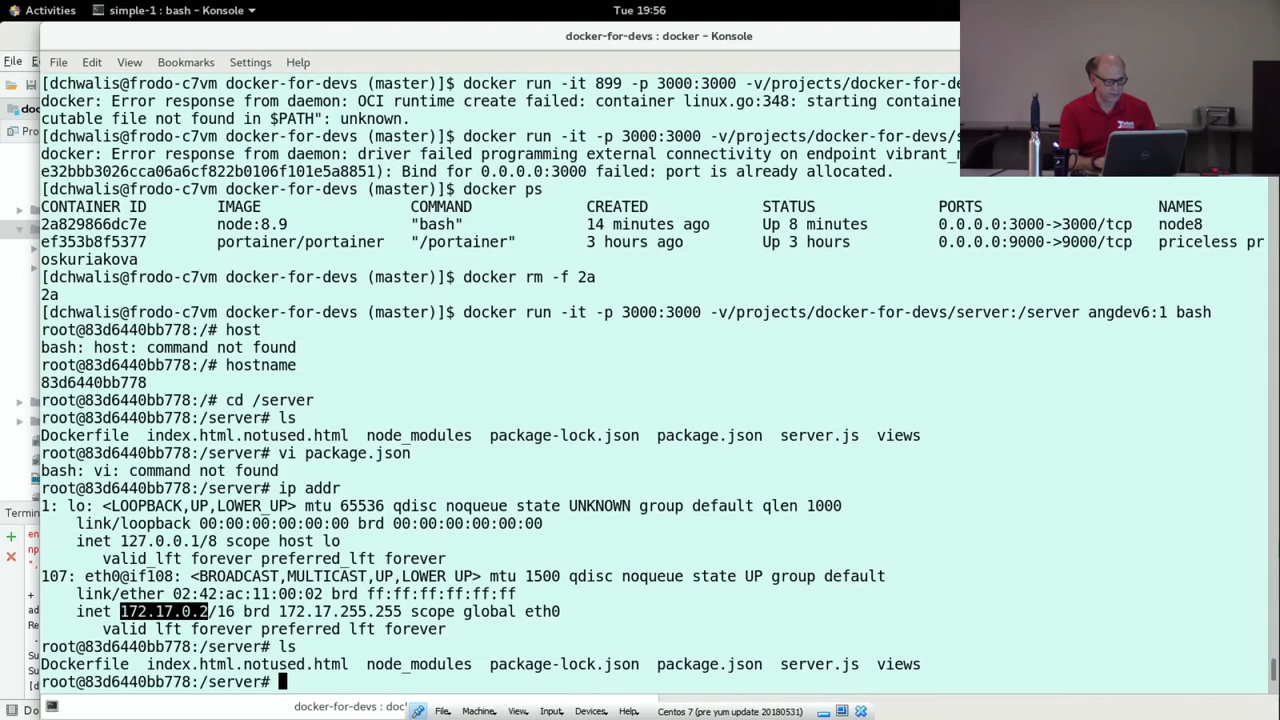 Activities simple-1 : bash – Konsole Tue 19:56
docker-for-devs : docker – Konsole
File
File Edit View Bookmarks Settings Help
[dchwalis@frodo-c7vm docker-for-devs (master)]$ docker run -it 899 -p 3000:3000 -v/projects/docker-for-de
docker: Error response from daemon: OCI runtime create failed: container_linux.go:348: starting container
cutable file not found in $PATH": unknown.
[dchwalis@frodo-c7vm docker-for-devs (master)]$ docker run -it -p 3000:3000 -v/projects/docker-for-devs/s
docker: Error response from daemon: driver failed programming external connectivity on endpoint vibrant_n
e32bbb3026cca06a6cf822b0106f101e5a8851): Bind for 0.0.0.0:3000 failed: port is already allocated.
[dchwalis@frodo-c7vm docker-for-devs (master)]$ docker ps
CONTAINER ID IMAGE COMMAND CREATED STATUS PORTS NAMES
2a829866dc7e node:8.9 "bash" 14 minutes ago Up 8 minutes 0.0.0.0:3000->3000/tcp node8
ef353b8f5377 portainer/portainer "/portainer" 3 hours ago Up 3 hours 0.0.0.0:9000->9000/tcp priceless_pr
oskuriakova
[dchwalis@frodo-c7vm docker-for-devs (master)]$ docker rm -f 2a
2a
[dchwalis@frodo-c7vm docker-for-devs (master)]$ docker run -it -p 3000:3000 -v/projects/docker-for-devs/server:/server angdev6:1 bash
root@83d6440bb778:/# host
bash: host: command not found
root@83d6440bb778:/# hostname
83d6440bb778
root@83d6440bb778:/# cd /server
root@83d6440bb778:/server# ls
Dockerfile index.html.notused.html node_modules package-lock.json package.json server.js views
root@83d6440bb778:/server# vi package.json
bash: vi: command not found
root@83d6440bb778:/server# ip addr
1: lo: <LOOPBACK,UP,LOWER_UP> mtu 65536 qdisc noqueue state UNKNOWN group default qlen 1000
link/loopback 00:00:00:00:00:00 brd 00:00:00:00:00:00
inet 127.0.0.1/8 scope host lo
valid_lft forever preferred_lft forever
107: eth0@if108: <BROADCAST,MULTICAST,UP,LOWER_UP> mtu 1500 qdisc noqueue state UP group default
link/ether 02:42:ac:11:00:02 brd ff:ff:ff:ff:ff:ff
inet 172.17.0.2/16 brd 172.17.255.255 scope global eth0
valid_lft forever preferred_lft forever
root@83d6440bb778:/server# ls
Dockerfile index.html.notused.html node_modules package-lock.json package.json server.js views
root@83d6440bb778:/server#
docker-for-devs : doc File Machine View Input Devices Help Centos 7 (pre yum update 20180531)